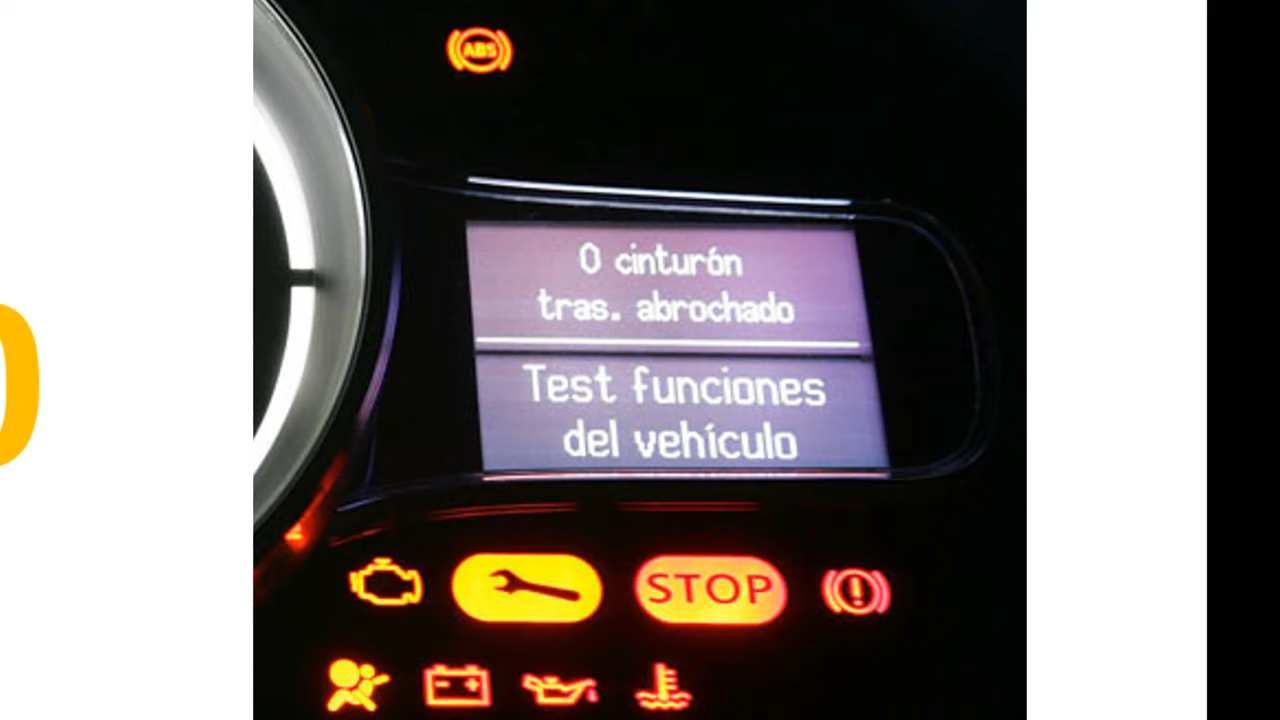 ABS
0 cinturón
tras. abrochado
Test funciones
del vehículo
STOP